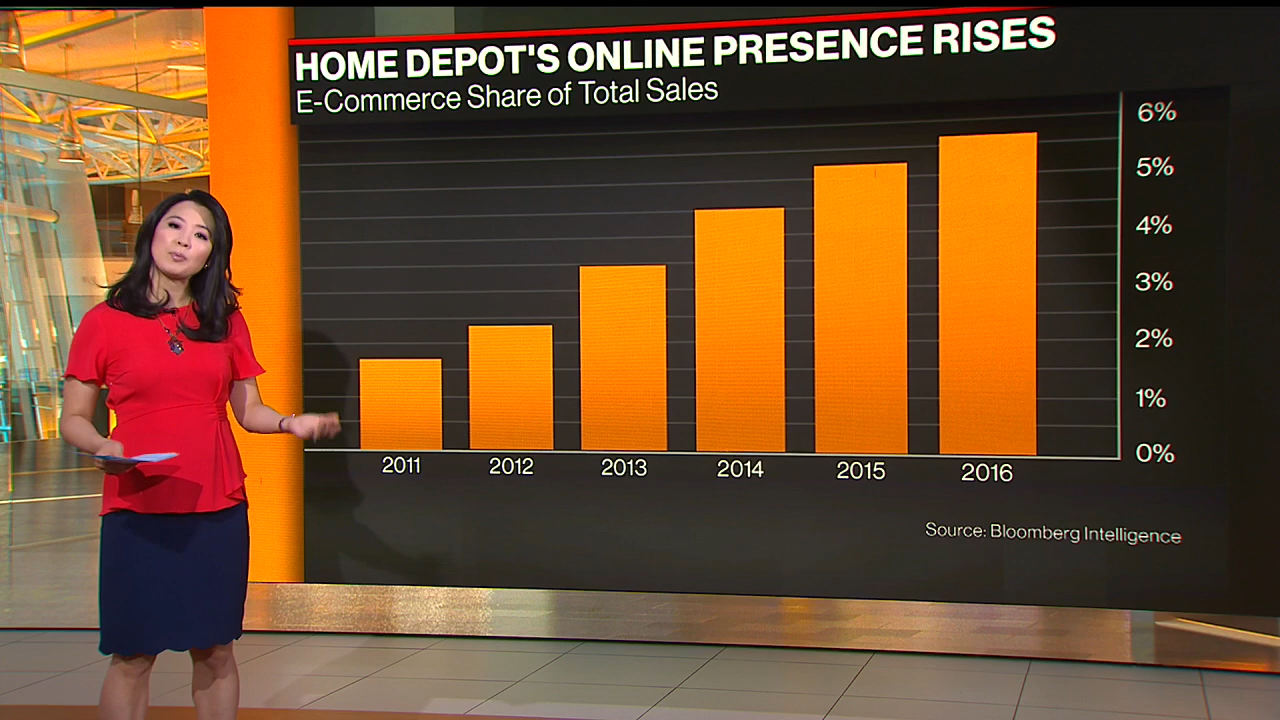 HOME DEPOT'S ONLINE PRESENCE RISES
E-Commerce Share of Total Sales
6%
5%
4%
3%
2%
1%
0%
2011 2012 2013 2014 2015 2016
Source: Bloomberg Intelligence